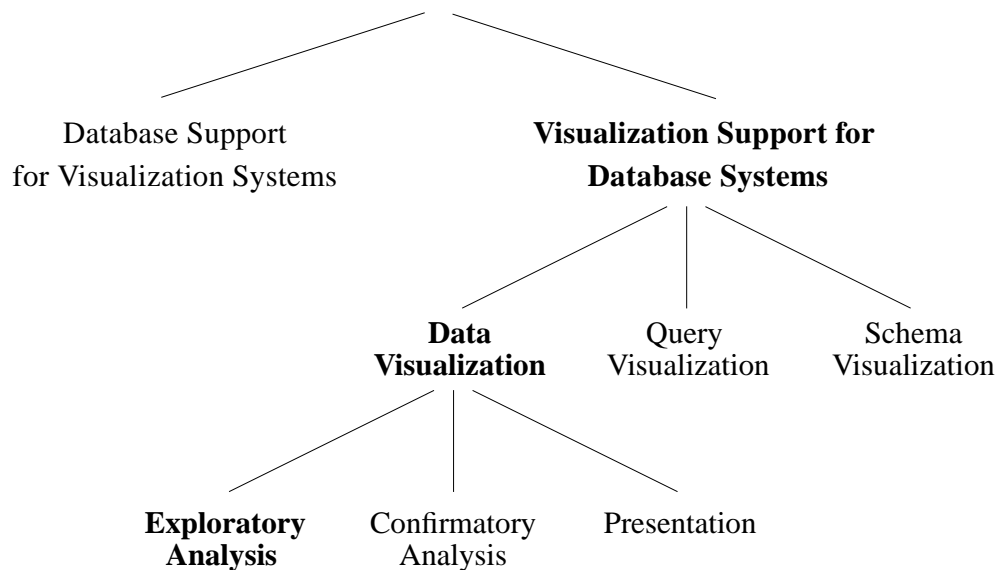 Database Support
for Visualization Systems
Visualization Support for
Database Systems
Data
Visualization
Query
Visualization
Schema
Visualization
Exploratory
Analysis
Confirmatory
Analysis
Presentation